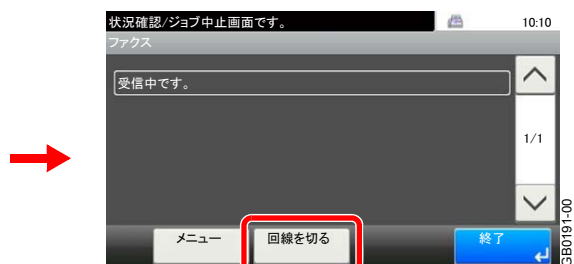 状況確認/ジョブ中止画面です。
10:10
ファクス
受信中です。
1/1
メニュー
回線を切る
終了
GB0191-00